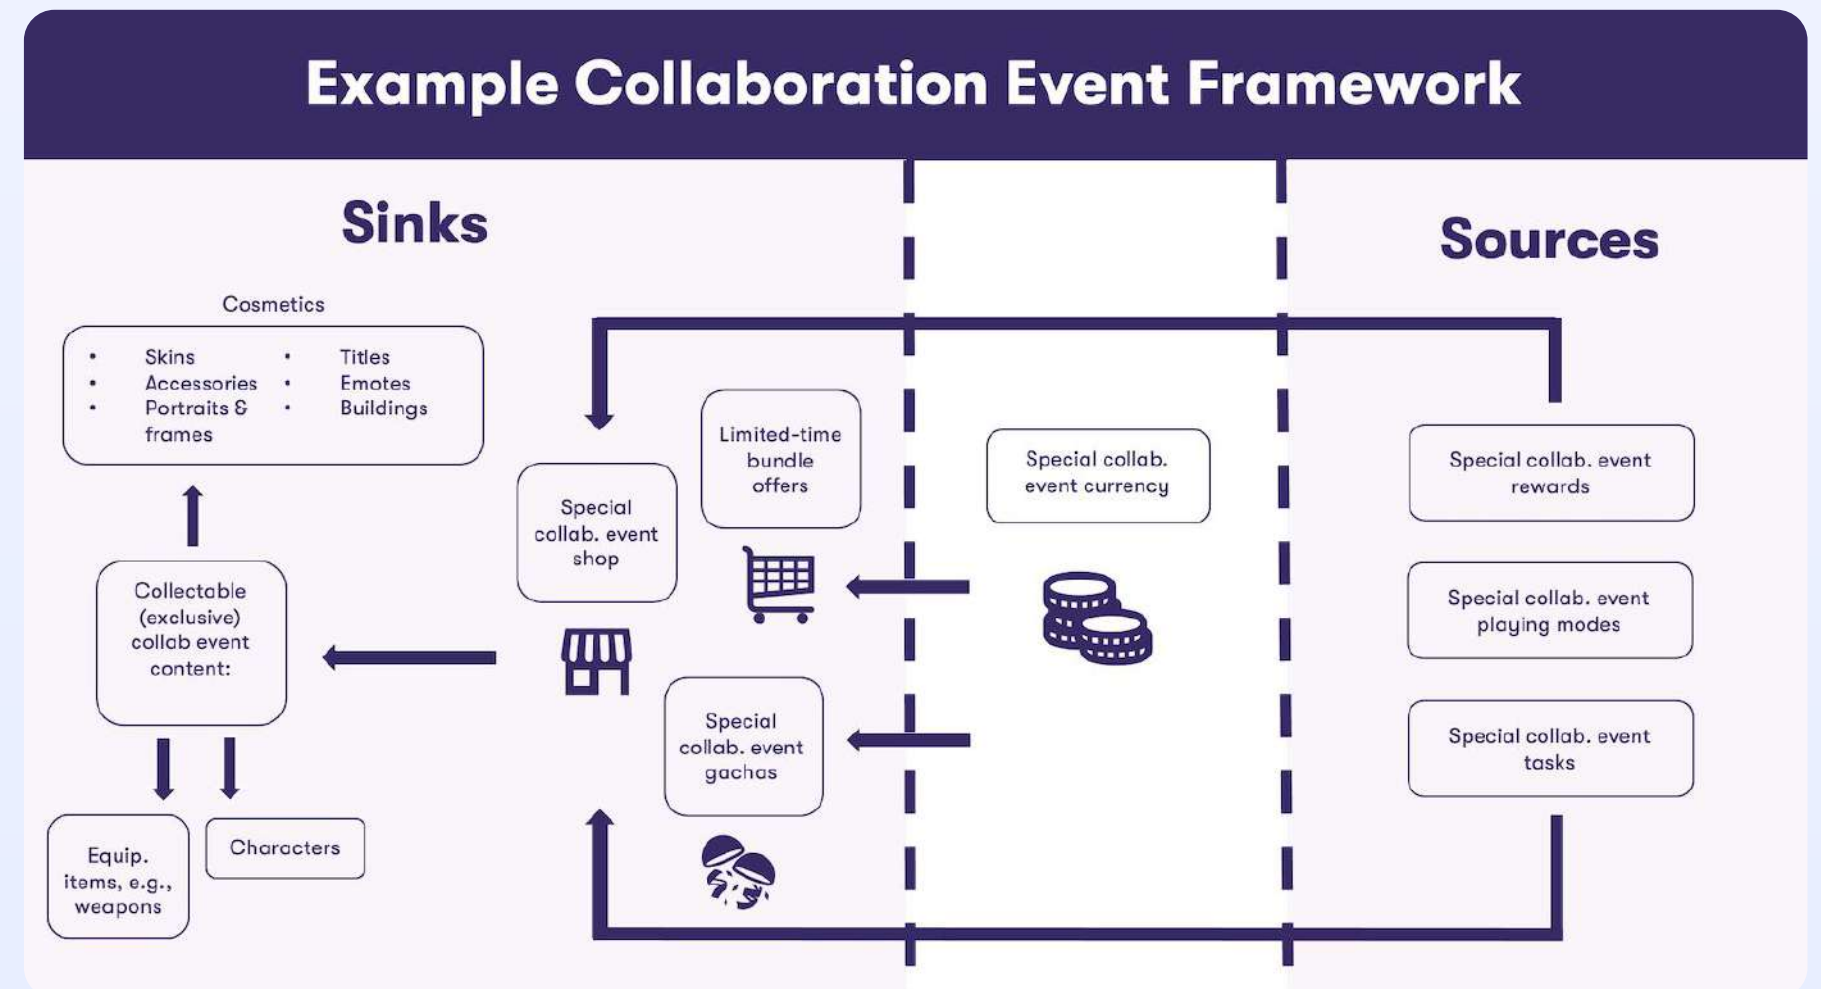 Example Collaboration Event Framework
Sinks
Cosmetics
• Skins
• Accessories
• Portraits &
frames
• Titles
• Emotes
• Buildings
Collectable
(exclusive)
collab event
content:
Equip.
items, e.g.,
weapons
Characters
Special
collab. event
shop
Limited-time
bundle
offers
Special
collab. event
gachas
Special collab.
event currency
Sources
Special collab. event
rewards
Special collab. event
playing modes
Special collab. event
tasks